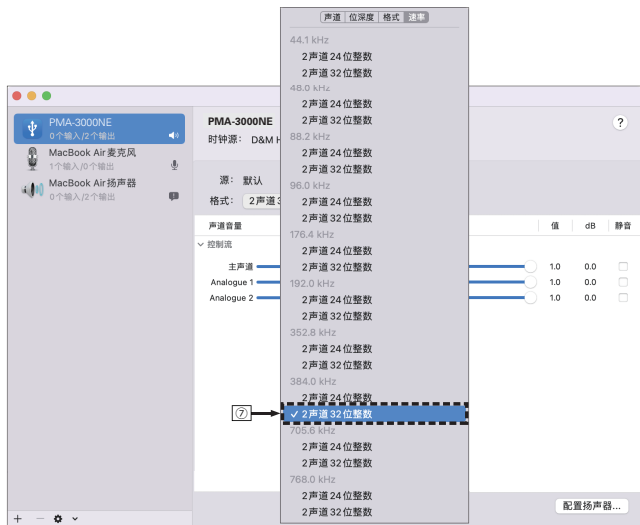 声道 位深度 格式 速率
44.1 kHz
2声道24位整数
2声道32位整数
48.0 kHz
2声道24位整数
2声道32位整数
88.2 kHz
2声道24位整数
2声道32位整数
96.0 kHz
2声道24位整数
2声道32位整数
176.4 kHz
2声道24位整数
2声道32位整数
192.0 kHz
2声道24位整数
2声道32位整数
352.8 kHz
2声道24位整数
2声道32位整数
384.0 kHz
2声道24位整数
⑦ ✓ 2声道32位整数
705.6 kHz
2声道24位整数
2声道32位整数
768.0 kHz
2声道24位整数
2声道32位整数
PMA-3000NE
0个输入/2个输出
MacBook Air麦克风
1个输入/0个输出
MacBook Air扬声器
0个输入/2个输出
PMA-3000NE ?
时钟源: D&M
源: 默认
格式: 2声道
声道音量 值 dB 静音
控制流
主声道 1.0 0.0
Analogue 1 1.0 0.0
Analogue 2 1.0 0.0
配置扬声器...